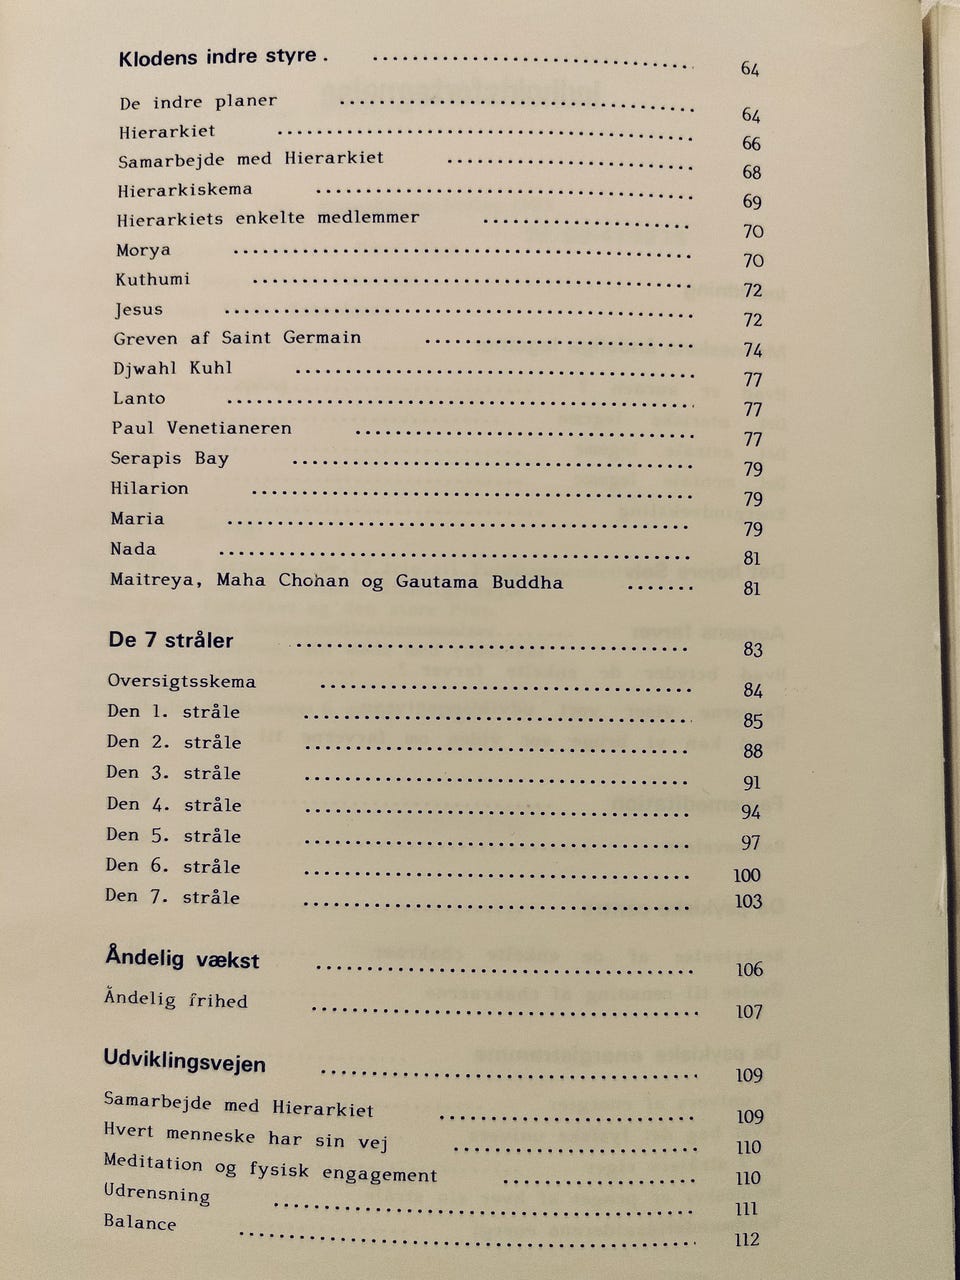 Klodens indre styre . .......... 64
De indre planer .......... 64
Hierarkiet .......... 66
Samarbejde med Hierarkiet .......... 68
Hierarkiskema .......... 69
Hierarkiets enkelte medlemmer .......... 70
Morya .......... 70
Kuthumi .......... 72
Jesus .......... 72
Greven af Saint Germain .......... 74
Djwahl Kuhl .......... 77
Lanto .......... 77
Paul Venetianeren .......... 77
Serapis Bay .......... 79
Hilarion .......... 79
Maria .......... 79
Nada .......... 81
Maitreya, Maha Chohan og Gautama Buddha ....... 81
De 7 stråler .......... 83
Oversigtsskema .......... 84
Den 1. stråle .......... 85
Den 2. stråle .......... 88
Den 3. stråle .......... 91
Den 4. stråle .......... 94
Den 5. stråle .......... 97
Den 6. stråle .......... 100
Den 7. stråle .......... 103
Åndelig vækst .......... 106
Åndelig frihed .......... 107
Udviklingsvejen .......... 109
Samarbejde med Hierarkiet .......... 109
Hvert menneske har sin vej .......... 110
Meditation og fysisk engagement .......... 110
Udrensning .......... 111
Balance .......... 112